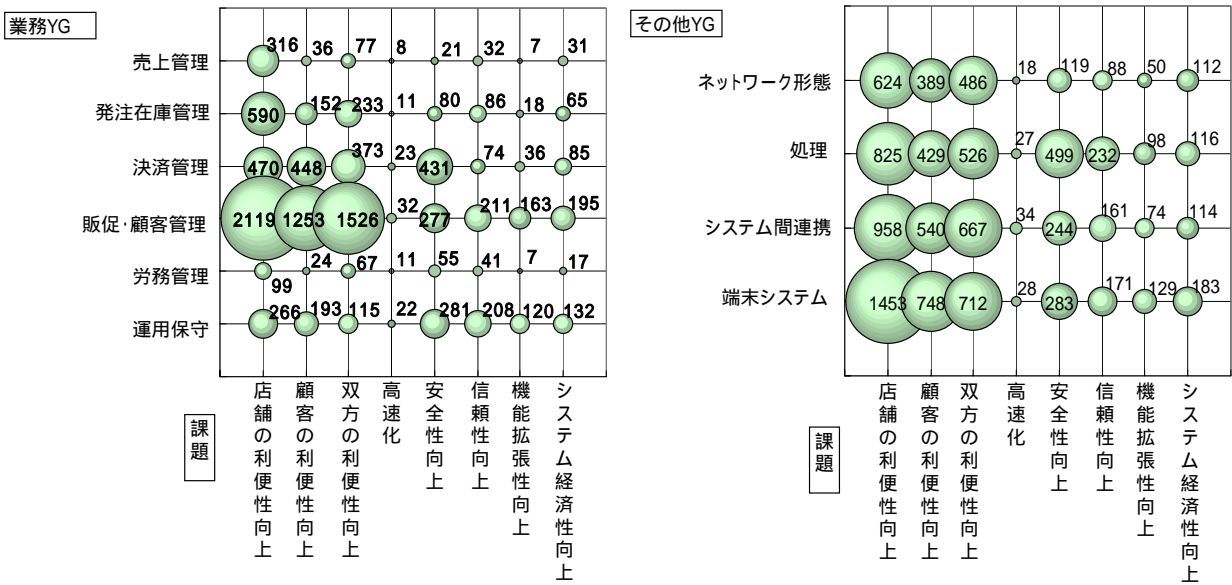 業務YG
売上管理 316 36 77 8 21 32 7 31
発注在庫管理 590 152 233 11 80 86 18 65
決済管理 470 448 373 23 431 74 36 85
販促・顧客管理 2119 1253 1526 32 277 211 163 195
労務管理 99 24 67 11 55 41 7 17
運用保守 266 193 115 22 281 208 120 132
課題
店舗の利便性向上
顧客の利便性向上
双方の利便性向上
高速化
安全性向上
信頼性向上
機能拡張性向上
システム経済性向上
その他YG
ネットワーク形態 624 389 486 18 119 88 50 112
処理 825 429 526 27 499 232 98 116
システム間連携 958 540 667 34 244 161 74 114
端末システム 1453 748 712 28 283 171 129 183
課題
店舗の利便性向上
顧客の利便性向上
双方の利便性向上
高速化
安全性向上
信頼性向上
機能拡張性向上
システム経済性向上